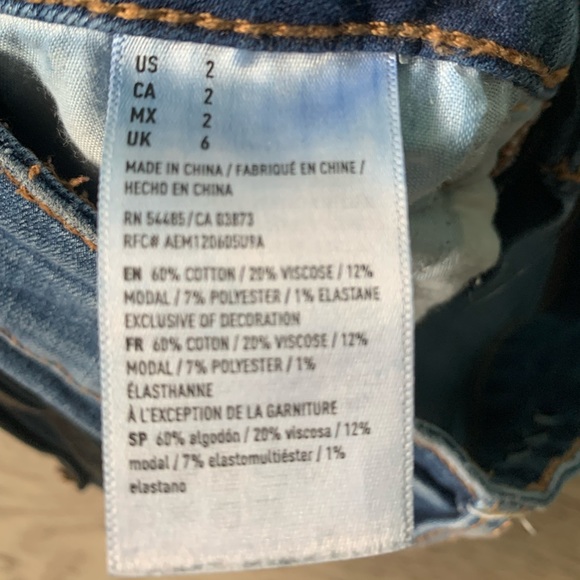 US 2
CA 2
MX 2
UK 6
MADE IN CHINA / FABRIQUÉ EN CHINE /
HECHO EN CHINA
RN 54485/CA 03873
RFC# AEM120605U9A
EN 60% COTTON / 20% VISCOSE / 12%
MODAL / 7% POLYESTER / 1% ELASTANE
EXCLUSIVE OF DECORATION
FR 60% COTON / 20% VISCOSE / 12%
MODAL / 7% POLYESTER / 1%
ÉLASTHANNE
À L'EXCEPTION DE LA GARNITURE
SP 60% algodón / 20% viscosa / 12%
modal / 7% elastomultiéster / 1%
elastano